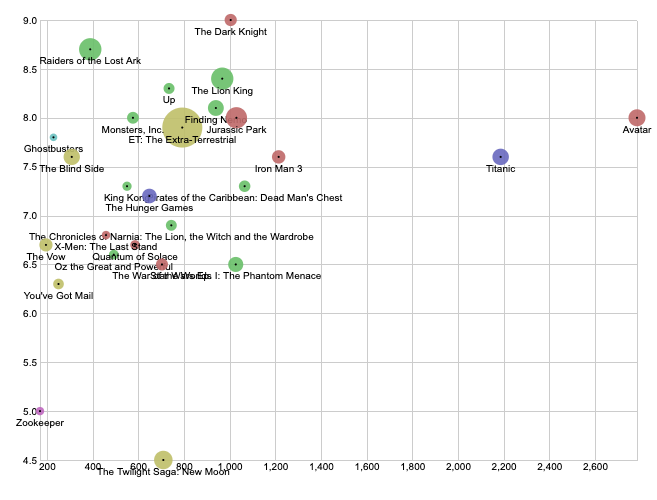 9.0
The Dark Knight
Raiders of the Lost Ark
8.5
The Lion King
Up
8.0
Finding
Monsters, Inc.
Jurassic Park
Avatar
ET: The Extra-Terrestrial
Ghostbusters
7.5
The Blind Side
Iron Man 3
Titanic
King Kong
Pirates of the Caribbean: Dead Man's Chest
The Hunger Games
7.0
The Chronicles of Narnia: The Lion, the Witch and the Wardrobe
X-Men: The Last Stand
The Vow
Quantum of Solace
6.5
Oz the Great and Powerful
The War of the Worlds
Star Wars Ep. I: The Phantom Menace
You've Got Mail
6.0
5.5
5.0
Zookeeper
4.5
200 400 600 800 1,000 1,200 1,400 1,600 1,800 2,000 2,200 2,400 2,600
The Twilight Saga: New Moon